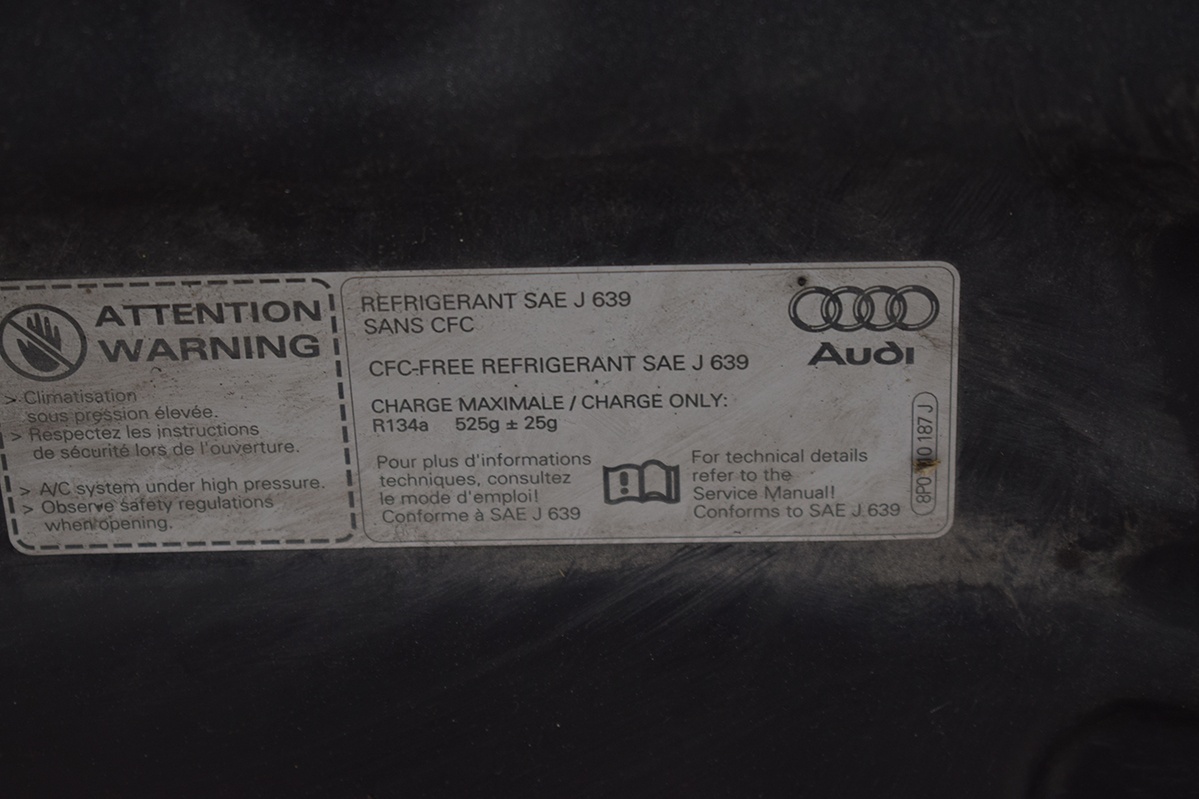 ATTENTION
WARNING
> Climatisation
sous pression élevée.
> Respectez les instructions
de sécurité lors de l'ouverture.
> A/C system under high pressure.
> Observe safety regulations
when opening.
REFRIGERANT SAE J 639
SANS CFC
CFC-FREE REFRIGERANT SAE J 639
CHARGE MAXIMALE / CHARGE ONLY:
R134a 525g ± 25g
Pour plus d'informations
techniques, consultez
le mode d'emploi!
Conforme à SAE J 639
For technical details
refer to the
Service Manual!
Conforms to SAE J 639
Audi
187 J